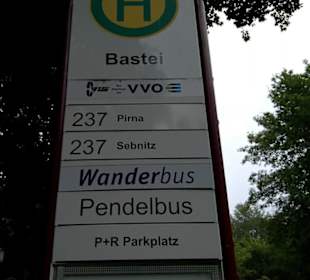 H
Bastei
VVO
237 Pirna
237 Sebnitz
Wanderbus
Pendelbus
P+R Parkplatz